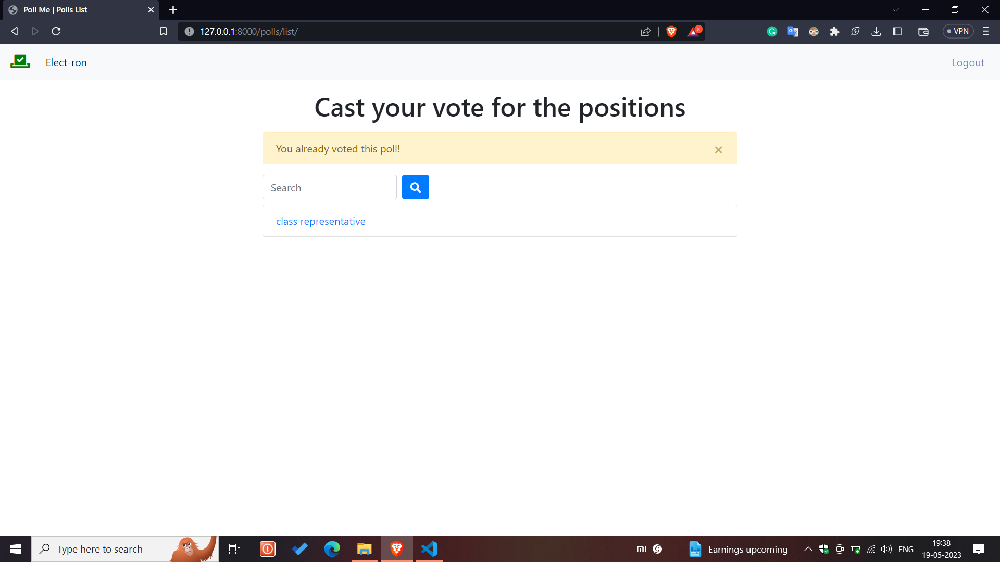 Poll Me | Polls List
127.0.0.1:8000/polls/list/
8
VPN
Elect-ron
Logout
Cast your vote for the positions
You already voted this poll!
Search
class representative
Type here to search
Earnings upcoming
ENG
19:38
19-05-2023